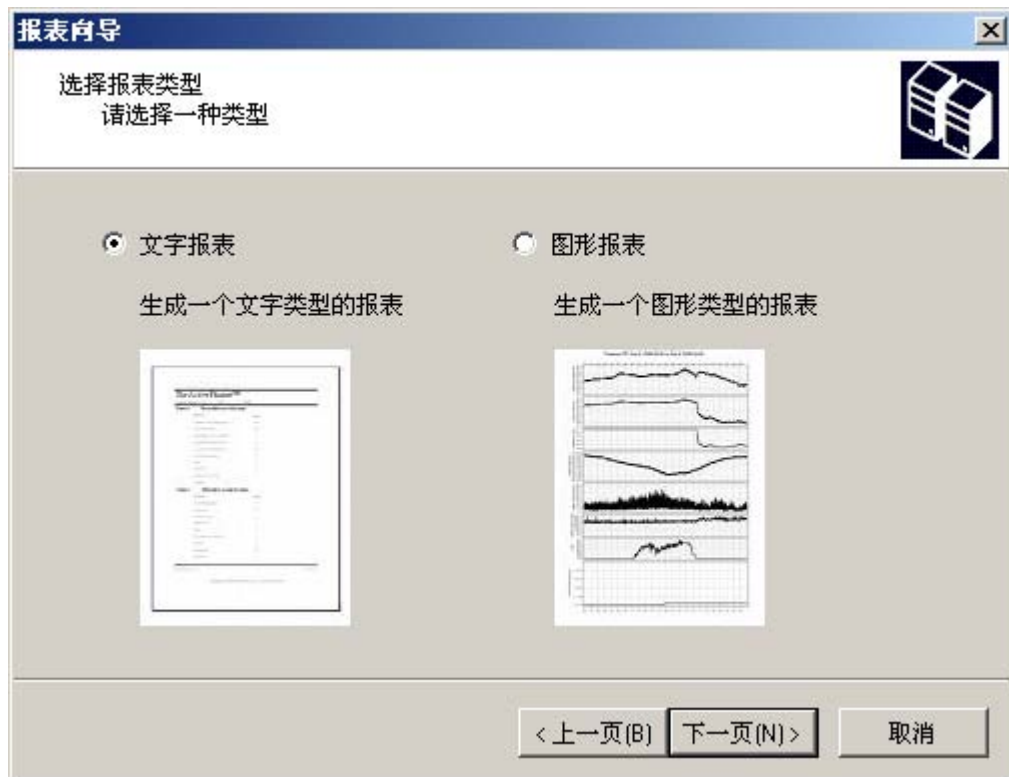 报表向导
选择报表类型
请选择一种类型
文字报表
图形报表
生成一个文字类型的报表
生成一个图形类型的报表
<上一页(B)
下一页(N)>
取消